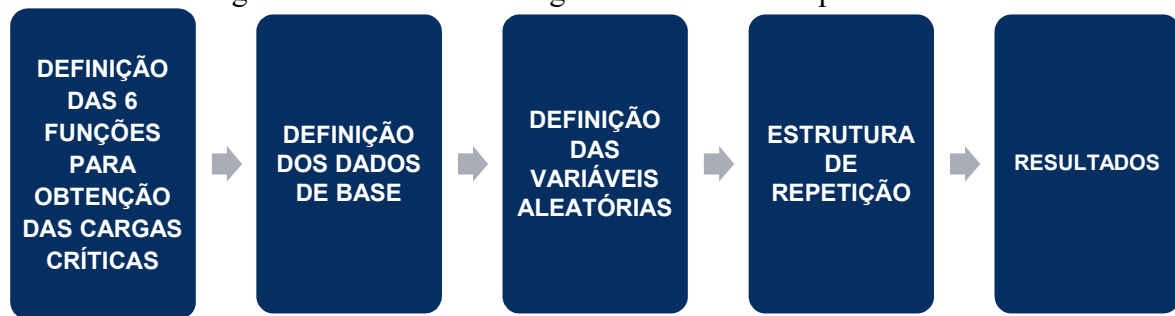 DEFINIÇÃO
DAS 6
FUNÇÕES
PARA
OBTENÇÃO
DAS CARGAS
CRÍTICAS
DEFINIÇÃO
DOS DADOS
DE BASE
DEFINIÇÃO
DAS
VARIÁVEIS
ALEATÓRIAS
ESTRUTURA
DE
REPETIÇÃO
RESULTADOS